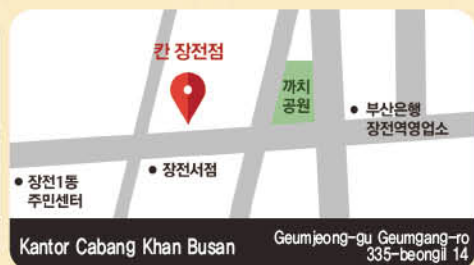 칸 장전점
까치
공원
부산은행
장전역영업소
장전서점
장전1동
주민센터
Kantor Cabang Khan Busan
Geumjeong-gu Geumgang-ro
335-beongil 14